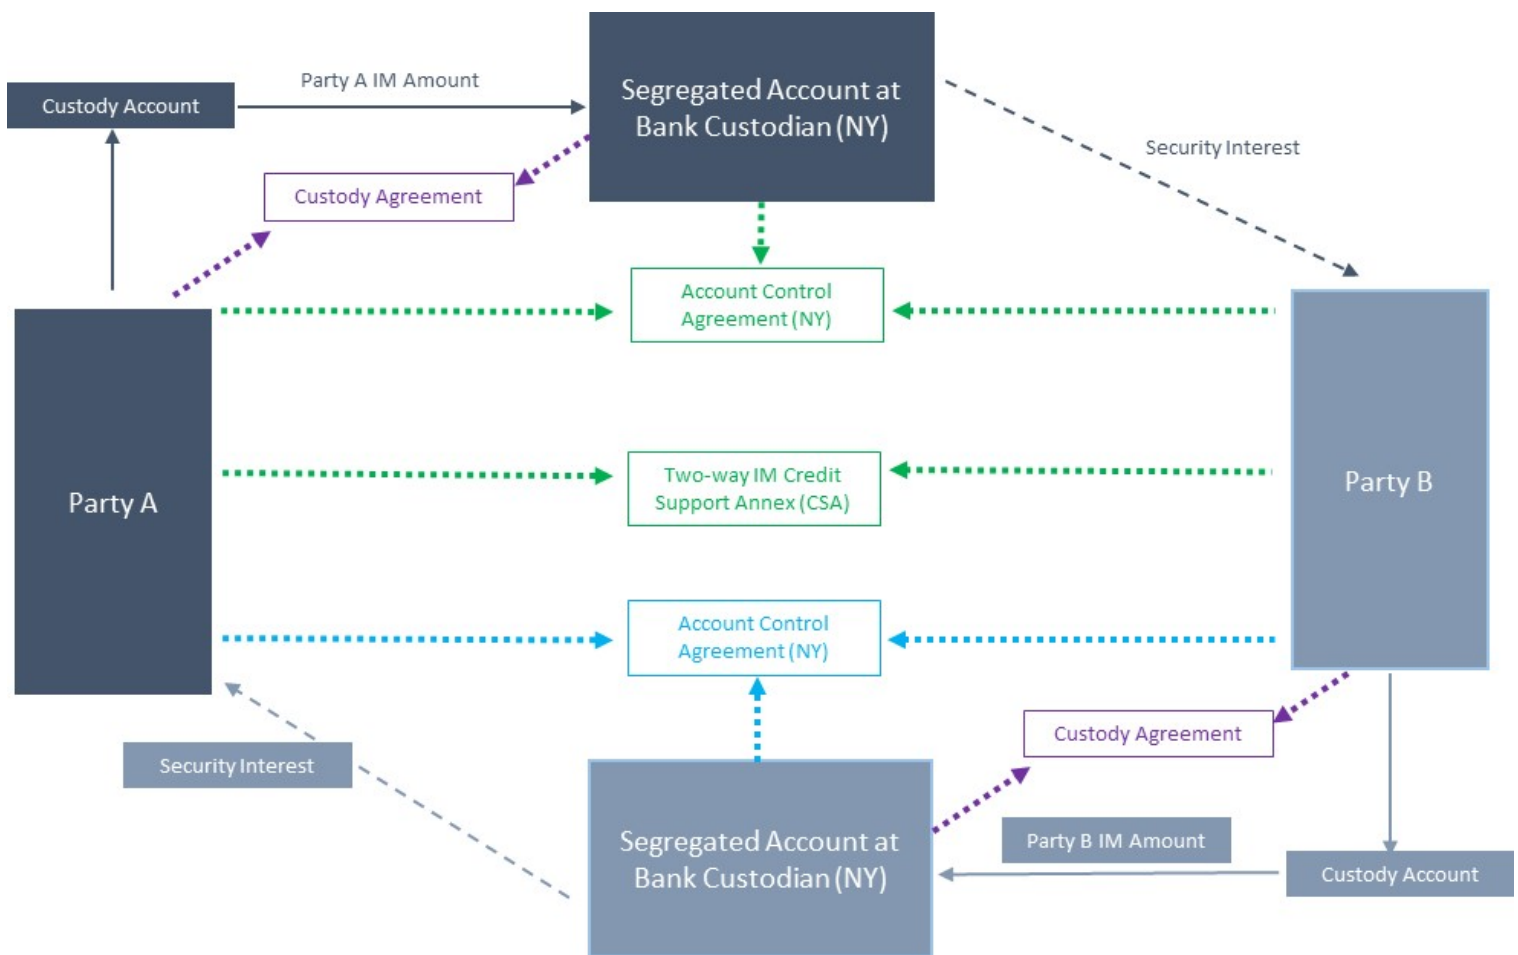 Party A IM Amount
Custody Account
Segregated Account at
Bank Custodian (NY)
Security Interest
Custody Agreement
Account Control
Agreement (NY)
Party A
Two-way IM Credit
Support Annex (CSA)
Party B
Account Control
Agreement (NY)
Custody Agreement
Security Interest
Segregated Account at
Bank Custodian (NY)
Party B IM Amount
Custody Account